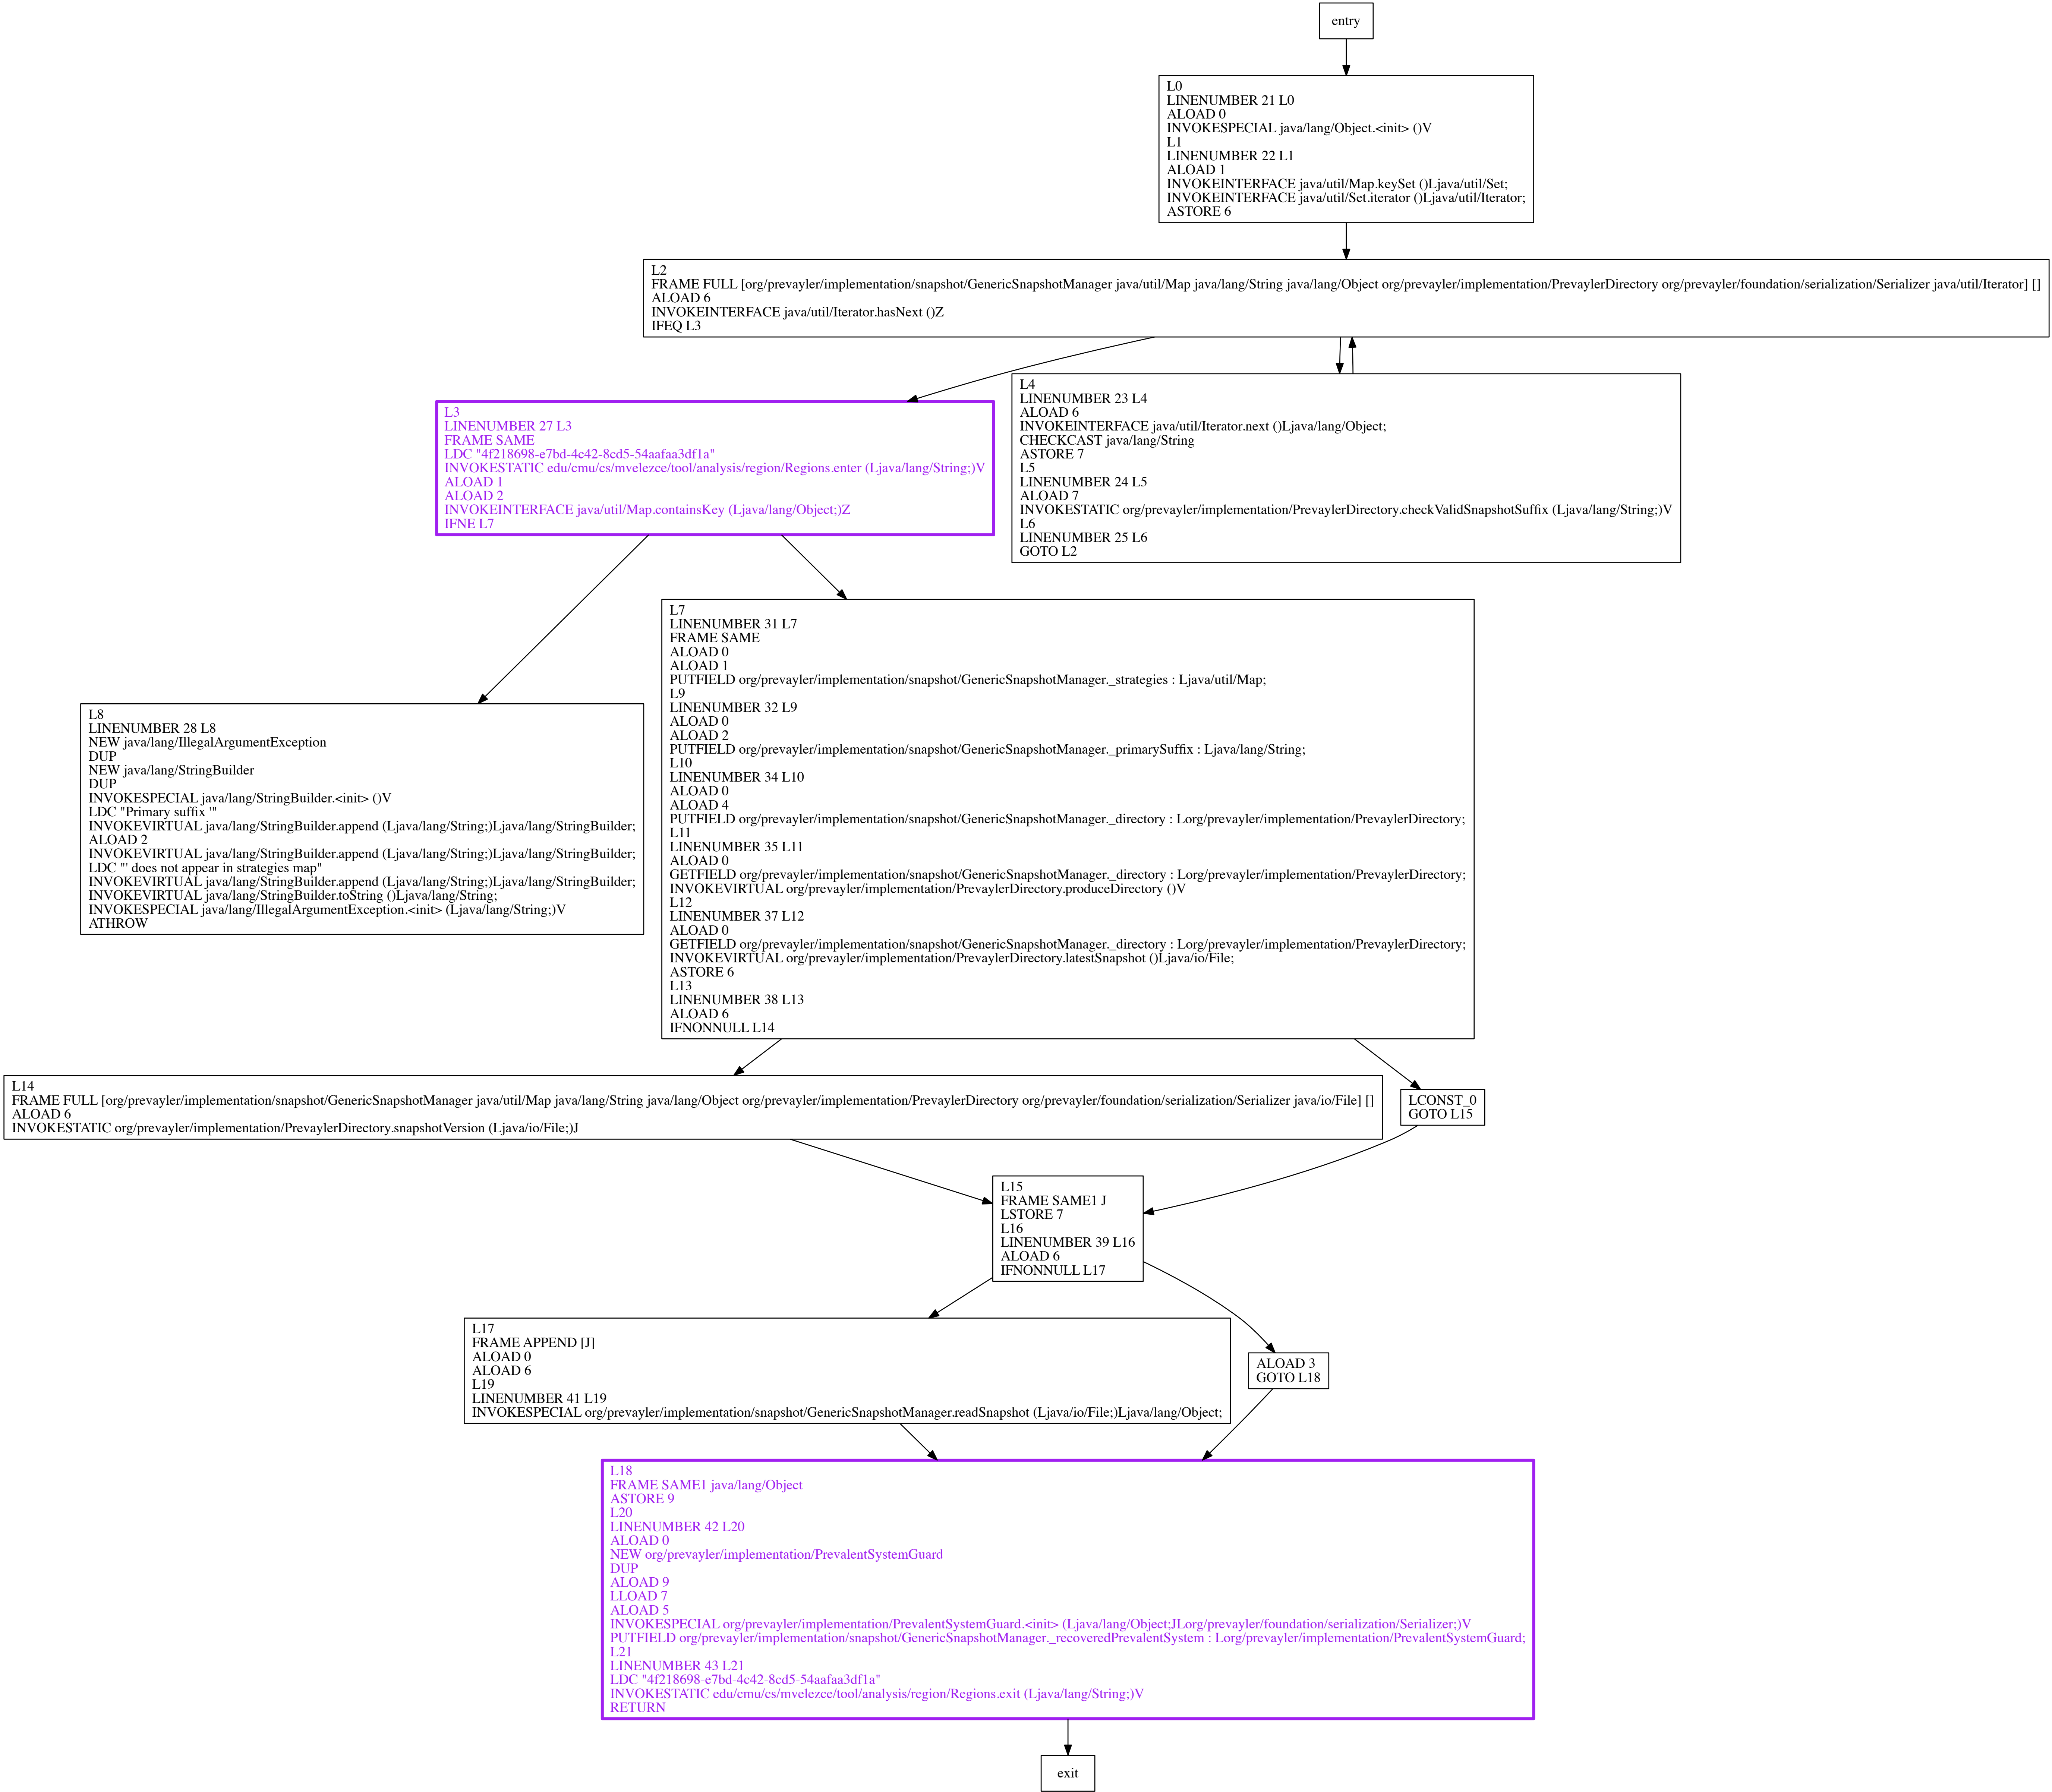 entry
L0
LINENUMBER 21 L0
ALOAD 0
INVOKESPECIAL java/lang/Object.<init> ()V
L1
LINENUMBER 22 L1
ALOAD 1
INVOKEINTERFACE java/util/Map.keySet ()Ljava/util/Set;
INVOKEINTERFACE java/util/Set.iterator ()Ljava/util/Iterator;
ASTORE 6
L2
FRAME FULL [org/prevayler/implementation/snapshot/GenericSnapshotManager java/util/Map java/lang/String java/lang/Object org/prevayler/implementation/PrevaylerDirectory org/prevayler/foundation/serialization/Serializer java/util/Iterator] []
ALOAD 6
INVOKEINTERFACE java/util/Iterator.hasNext ()Z
IFEQ L3
L3
LINENUMBER 27 L3
FRAME SAME
LDC "4f218698-e7bd-4c42-8cd5-54aafaa3df1a"
INVOKESTATIC edu/cmu/cs/mvelezce/tool/analysis/region/Regions.enter (Ljava/lang/String;)V
ALOAD 1
ALOAD 2
INVOKEINTERFACE java/util/Map.containsKey (Ljava/lang/Object;)Z
IFNE L7
L4
LINENUMBER 23 L4
ALOAD 6
INVOKEINTERFACE java/util/Iterator.next ()Ljava/lang/Object;
CHECKCAST java/lang/String
ASTORE 7
L5
LINENUMBER 24 L5
ALOAD 7
INVOKESTATIC org/prevayler/implementation/PrevaylerDirectory.checkValidSnapshotSuffix (Ljava/lang/String;)V
L6
LINENUMBER 25 L6
GOTO L2
L8
LINENUMBER 28 L8
NEW java/lang/IllegalArgumentException
DUP
NEW java/lang/StringBuilder
DUP
INVOKESPECIAL java/lang/StringBuilder.<init> ()V
LDC "Primary suffix '"
INVOKEVIRTUAL java/lang/StringBuilder.append (Ljava/lang/String;)Ljava/lang/StringBuilder;
ALOAD 2
INVOKEVIRTUAL java/lang/StringBuilder.append (Ljava/lang/String;)Ljava/lang/StringBuilder;
LDC "' does not appear in strategies map"
INVOKEVIRTUAL java/lang/StringBuilder.append (Ljava/lang/String;)Ljava/lang/StringBuilder;
INVOKEVIRTUAL java/lang/StringBuilder.toString ()Ljava/lang/String;
INVOKESPECIAL java/lang/IllegalArgumentException.<init> (Ljava/lang/String;)V
ATHROW
L7
LINENUMBER 31 L7
FRAME SAME
ALOAD 0
ALOAD 1
PUTFIELD org/prevayler/implementation/snapshot/GenericSnapshotManager._strategies : Ljava/util/Map;
L9
LINENUMBER 32 L9
ALOAD 0
ALOAD 2
PUTFIELD org/prevayler/implementation/snapshot/GenericSnapshotManager._primarySuffix : Ljava/lang/String;
L10
LINENUMBER 34 L10
ALOAD 0
ALOAD 4
PUTFIELD org/prevayler/implementation/snapshot/GenericSnapshotManager._directory : Lorg/prevayler/implementation/PrevaylerDirectory;
L11
LINENUMBER 35 L11
ALOAD 0
GETFIELD org/prevayler/implementation/snapshot/GenericSnapshotManager._directory : Lorg/prevayler/implementation/PrevaylerDirectory;
INVOKEVIRTUAL org/prevayler/implementation/PrevaylerDirectory.produceDirectory ()V
L12
LINENUMBER 37 L12
ALOAD 0
GETFIELD org/prevayler/implementation/snapshot/GenericSnapshotManager._directory : Lorg/prevayler/implementation/PrevaylerDirectory;
INVOKEVIRTUAL org/prevayler/implementation/PrevaylerDirectory.latestSnapshot ()Ljava/io/File;
ASTORE 6
L13
LINENUMBER 38 L13
ALOAD 6
IFNONNULL L14
L14
FRAME FULL [org/prevayler/implementation/snapshot/GenericSnapshotManager java/util/Map java/lang/String java/lang/Object org/prevayler/implementation/PrevaylerDirectory org/prevayler/foundation/serialization/Serializer java/io/File] []
ALOAD 6
INVOKESTATIC org/prevayler/implementation/PrevaylerDirectory.snapshotVersion (Ljava/io/File;)J
LCONST_0
GOTO L15
L15
FRAME SAME1 J
LSTORE 7
L16
LINENUMBER 39 L16
ALOAD 6
IFNONNULL L17
L17
FRAME APPEND [J]
ALOAD 0
ALOAD 6
L19
LINENUMBER 41 L19
INVOKESPECIAL org/prevayler/implementation/snapshot/GenericSnapshotManager.readSnapshot (Ljava/io/File;)Ljava/lang/Object;
ALOAD 3
GOTO L18
L18
FRAME SAME1 java/lang/Object
ASTORE 9
L20
LINENUMBER 42 L20
ALOAD 0
NEW org/prevayler/implementation/PrevalentSystemGuard
DUP
ALOAD 9
LLOAD 7
ALOAD 5
INVOKESPECIAL org/prevayler/implementation/PrevalentSystemGuard.<init> (Ljava/lang/Object;JLorg/prevayler/foundation/serialization/Serializer;)V
PUTFIELD org/prevayler/implementation/snapshot/GenericSnapshotManager._recoveredPrevalentSystem : Lorg/prevayler/implementation/PrevalentSystemGuard;
L21
LINENUMBER 43 L21
LDC "4f218698-e7bd-4c42-8cd5-54aafaa3df1a"
INVOKESTATIC edu/cmu/cs/mvelezce/tool/analysis/region/Regions.exit (Ljava/lang/String;)V
RETURN
exit